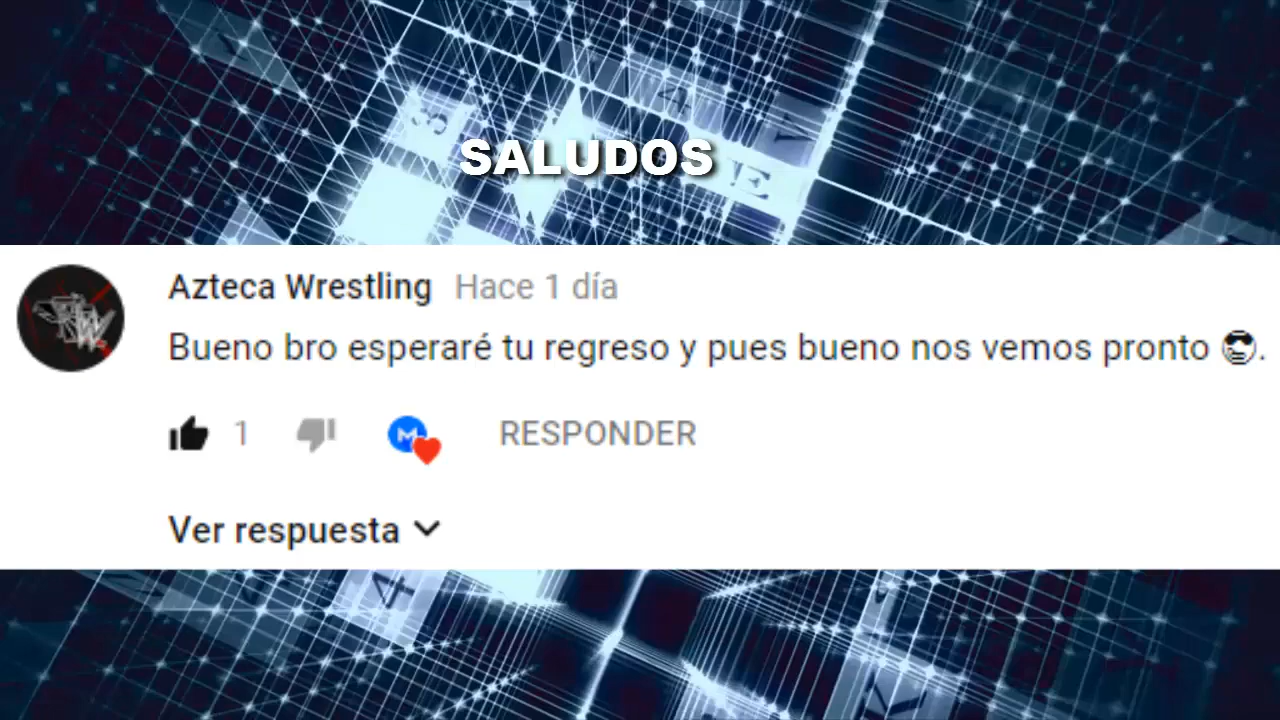 SALUDOS
Azteca Wrestling Hace 1 día
Bueno bro esperaré tu regreso y pues bueno nos vemos pronto 😎.
1 RESPONDER
Ver respuesta